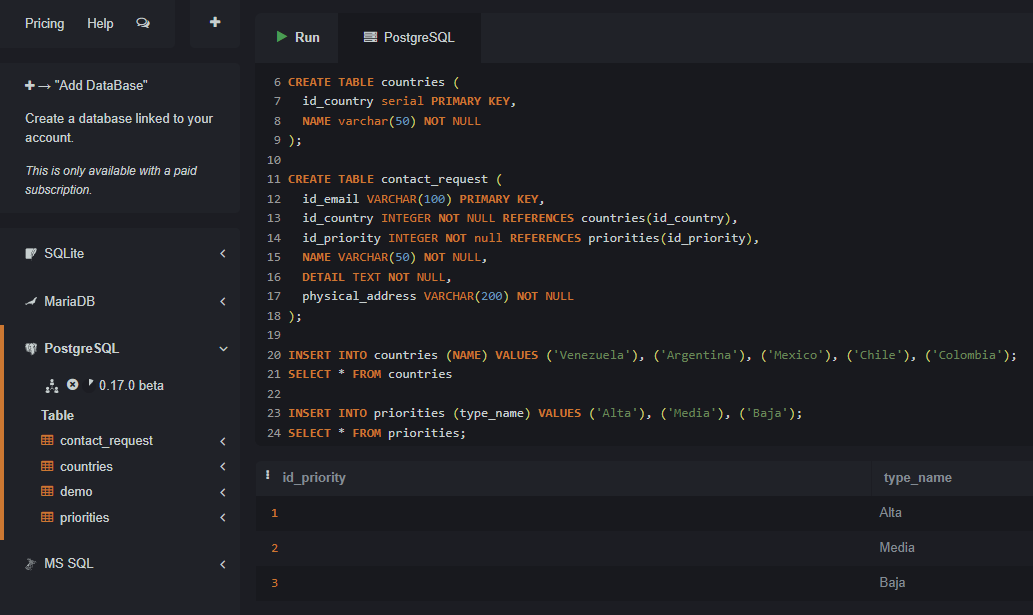 Pricing Help
+
+→ "Add DataBase"
Create a database linked to your
account.
This is only available with a paid
subscription.
SQLite
MariaDB
PostgreSQL
0.17.0 beta
Table
contact_request
countries
demo
priorities
MS SQL
Run PostgreSQL
6 CREATE TABLE countries (
7 id_country serial PRIMARY KEY,
8 NAME varchar(50) NOT NULL
9 );
10
11 CREATE TABLE contact_request (
12 id_email VARCHAR(100) PRIMARY KEY,
13 id_country INTEGER NOT NULL REFERENCES countries(id_country),
14 id_priority INTEGER NOT null REFERENCES priorities(id_priority),
15 NAME VARCHAR(50) NOT NULL,
16 DETAIL TEXT NOT NULL,
17 physical_address VARCHAR(200) NOT NULL
18 );
19
20 INSERT INTO countries (NAME) VALUES ('Venezuela'), ('Argentina'), ('Mexico'), ('Chile'), ('Colombia');
21 SELECT * FROM countries
22
23 INSERT INTO priorities (type_name) VALUES ('Alta'), ('Media'), ('Baja');
24 SELECT * FROM priorities;
id_priority type_name
1 Alta
2 Media
3 Baja